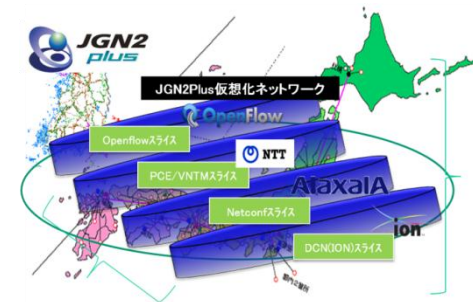 JGN2
plus
JGN2Plus仮想化ネットワーク
OpenFlow
Openflowスライス
NTT
PCE/VNTMスライス
AlaxalA
Netconfスライス
ion
DCN(ION)スライス